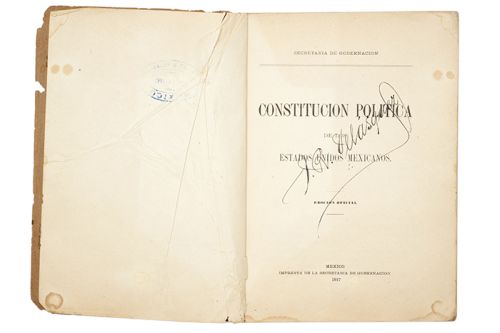 SECRETARIA DE GOBERNACION
CONSTITUCION POLITICA
DE LOS
ESTADOS UNIDOS MEXICANOS.
EDICION OFICIAL
MEXICO
IMPRENTA DE LA SECRETARIA DE GOBERNACION
1917